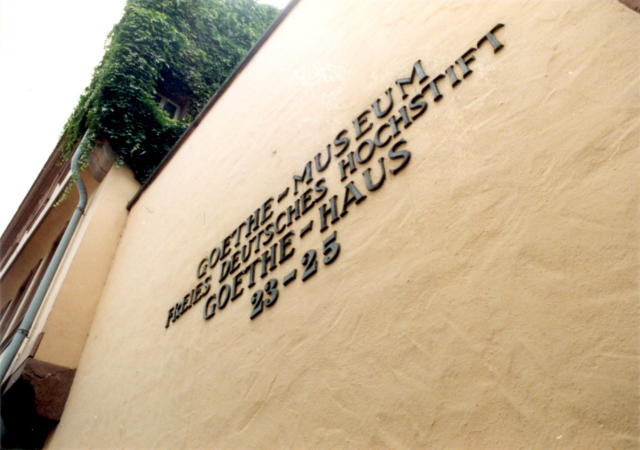 GOETHE-MUSEUM
FREIES DEUTSCHES HOCHSTIFT
GOETHE-HAUS
23-25